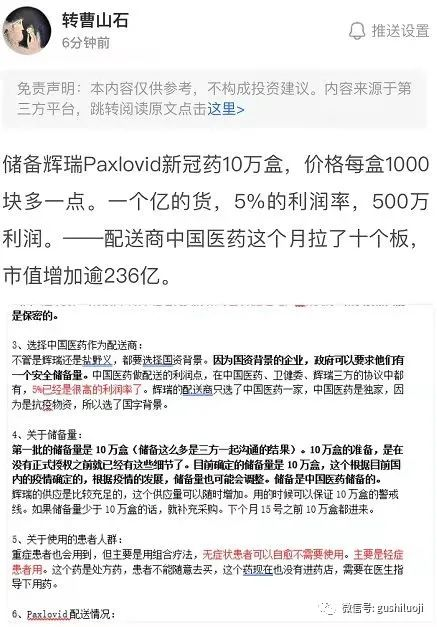 转曹山石
6分钟前
推送设置
免责声明：本内容仅供参考，不构成投资建议。内容来源于第
三方平台，跳转阅读原文点击这里>
储备辉瑞Paxlovid新冠药10万盒，价格每盒1000
块多一点。一个亿的货，5%的利润率，500万
利润。——配送商中国医药这个月拉了十个板，
市值增加逾236亿。
是保密的。
3、选择中国医药作为配送商：
不管是辉瑞还是盐野义，都要选择国资背景。因为国资背景的企业，政府可以要求他们有
一个安全储备量。中国医药做配送的利润点，在中国医药、卫健委、辉瑞三方的协议中都
有，5%已经是很高的利润率了。辉瑞的配送商只选了中国医药一家，中国医药是独家，因
为是抗疫物资，所以选了国字背景。
4、关于储备量：
第一批的储备量是 10 万盒（储备这么多是三方一起沟通的结果）。10 万盒的准备，是在
没有正式授权之前就已经有这些细节了。目前确定的储备量是 10 万盒，这个根据目前国
内的疫情确定的，根据疫情的发展，储备量也可能会调整。储备是中国医药储备的。
辉瑞的供应是比较充足的，这个供应量可以随时增加。用的时候可以保证 10 万盒的警戒
线。如果储备量少于 10 万盒的话，就补充采购。下个月 15 号之前 10 万盒都进来。
5、关于使用的患者人群：
重症患者也会用到，但主要是用组合疗法，无症状患者可以自愈不需要使用。主要是轻症
患者用。这个药是处方药，患者不能随意去买，这个药现在也没有进药店，需要在医生指
导下用药。
6、Paxlovid 配送情况：
微信号: gushiluoji